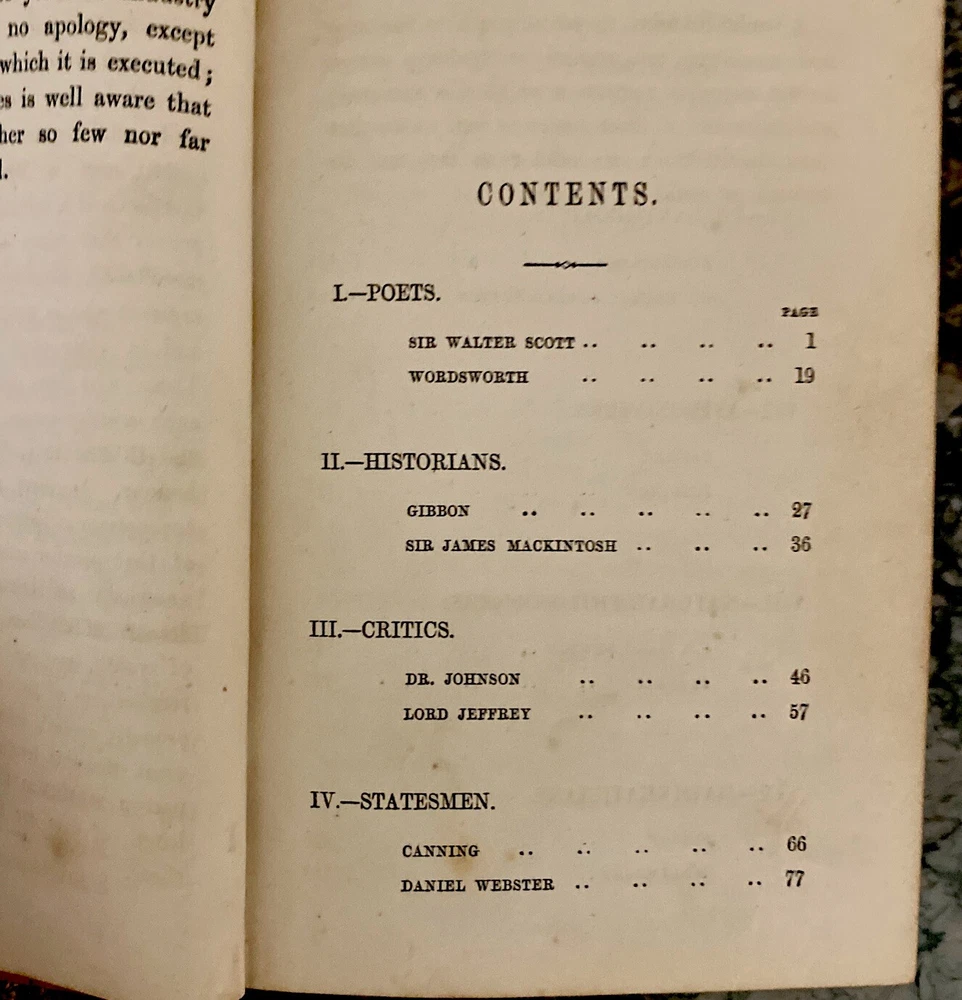 no apology, except
which it is executed;
is well aware that
so few nor far
CONTENTS.
I.—POETS.
PAGE
SIR WALTER SCOTT .. .. .. .. 1
WORDSWORTH .. .. .. .. 19
II.—HISTORIANS.
GIBBON .. .. .. .. .. 27
SIR JAMES MACKINTOSH .. .. .. 36
III.—CRITICS.
DR. JOHNSON .. .. .. .. 46
LORD JEFFREY .. .. .. .. 57
IV.—STATESMEN.
CANNING .. .. .. .. .. 66
DANIEL WEBSTER .. .. .. .. 77